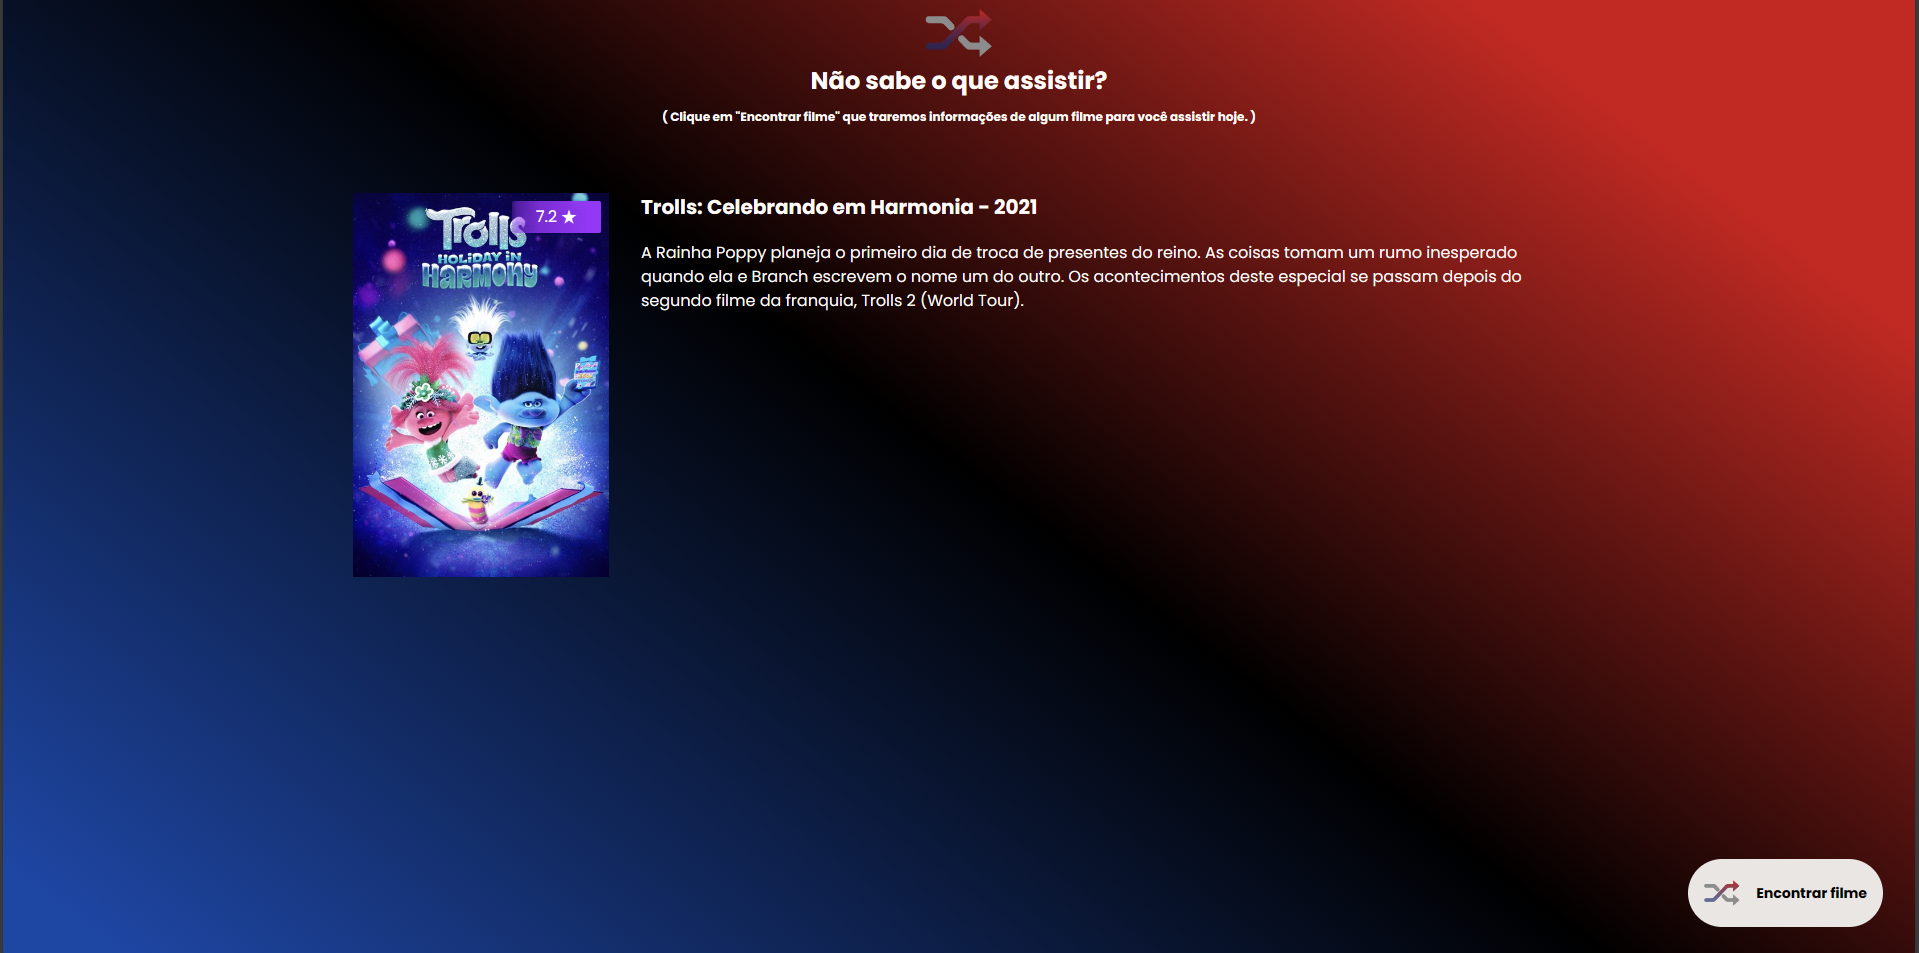 Não sabe o que assistir?
( Clique em "Encontrar filme" que traremos informações de algum filme para você assistir hoje. )
7.2 ★
Trolls
HOLiDAY iN
HARMONY
Trolls: Celebrando em Harmonia - 2021
A Rainha Poppy planeja o primeiro dia de troca de presentes do reino. As coisas tomam um rumo inesperado
quando ela e Branch escrevem o nome um do outro. Os acontecimentos deste especial se passam depois do
segundo filme da franquia, Trolls 2 (World Tour).
Encontrar filme